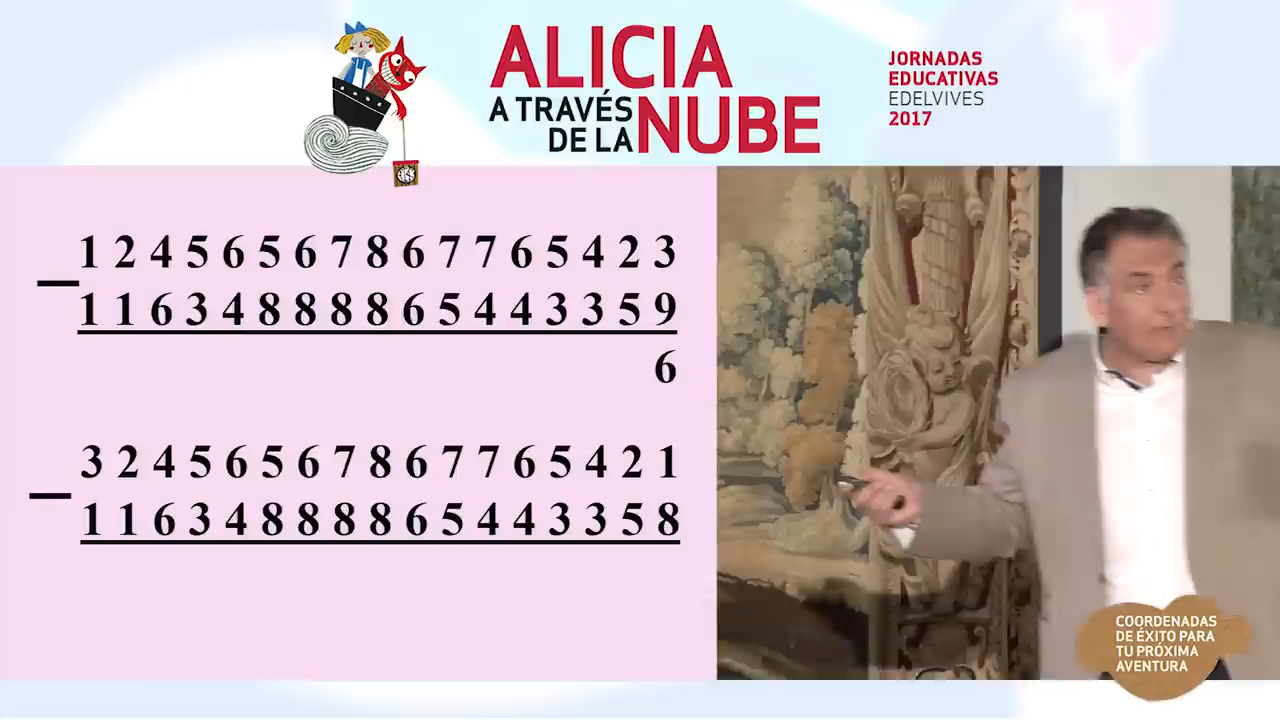 ALICIA
A TRAVÉS
DE LA NUBE
JORNADAS
EDUCATIVAS
EDELVIVES
2017
1 2 4 5 6 5 6 7 8 6 7 7 6 5 4 2 3
— 
1 1 6 3 4 8 8 8 8 6 5 4 4 3 3 5 9
6
3 2 4 5 6 5 6 7 8 6 7 7 6 5 4 2 1
— 
1 1 6 3 4 8 8 8 8 6 5 4 4 3 3 5 8
COORDENADAS
DE ÉXITO PARA
TU PRÓXIMA
AVENTURA